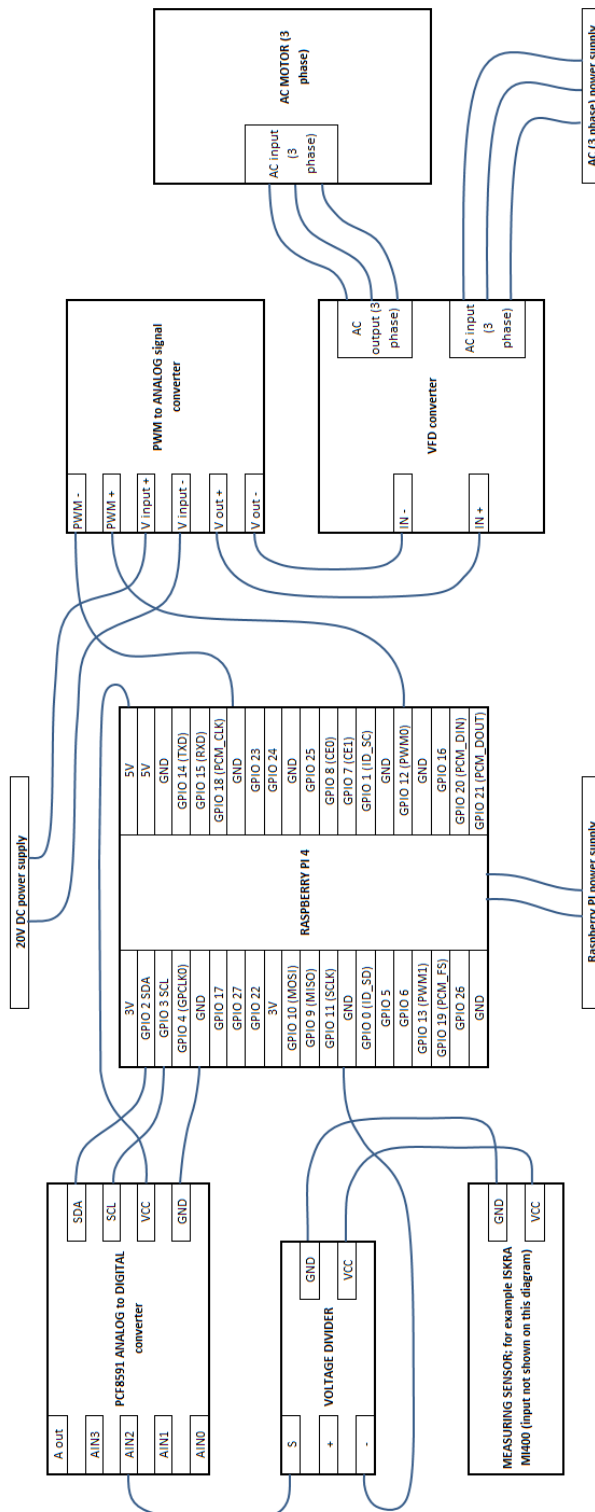 20V DC power supply
PCF8591 ANALOG to DIGITAL
converter
A out
AIN3
AIN2
AIN1
AIN0
SDA
SCL
VCC
GND
VOLTAGE DIVIDER
S
+
-
GND
VCC
MEASURING SENSOR; for example ISKRA
MI400 (input not shown on this diagram)
GND
VCC
RASPBERRY PI 4
3V
GPIO 2 SDA
GPIO 3 SCL
GPIO 4 (GPCLK0)
GND
GPIO 17
GPIO 27
GPIO 22
3V
GPIO 10 (MOSI)
GPIO 9 (MISO)
GPIO 11 (SCLK)
GND
GPIO 0 (ID_SD)
GPIO 5
GPIO 6
GPIO 13 (PWM1)
GPIO 19 (PCM_FS)
GPIO 26
GND
5V
5V
GND
GPIO 14 (TXD)
GPIO 15 (RXD)
GPIO 18 (PCM_CLK)
GND
GPIO 23
GPIO 24
GND
GPIO 25
GPIO 8 (CE0)
GPIO 7 (CE1)
GPIO 1 (ID_SC)
GND
GPIO 12 (PWM0)
GND
GPIO 16
GPIO 20 (PCM_DIN)
GPIO 21 (PCM_DOUT)
Raspberry PI power supply
PWM to ANALOG signal
converter
PWM -
PWM +
V input +
V input -
V out +
V out -
VFD converter
IN -
IN +
AC
output (3
phase)
AC input
(3
phase)
AC MOTOR (3
phase)
AC input
(3
phase)
AC (3 phase) power supply